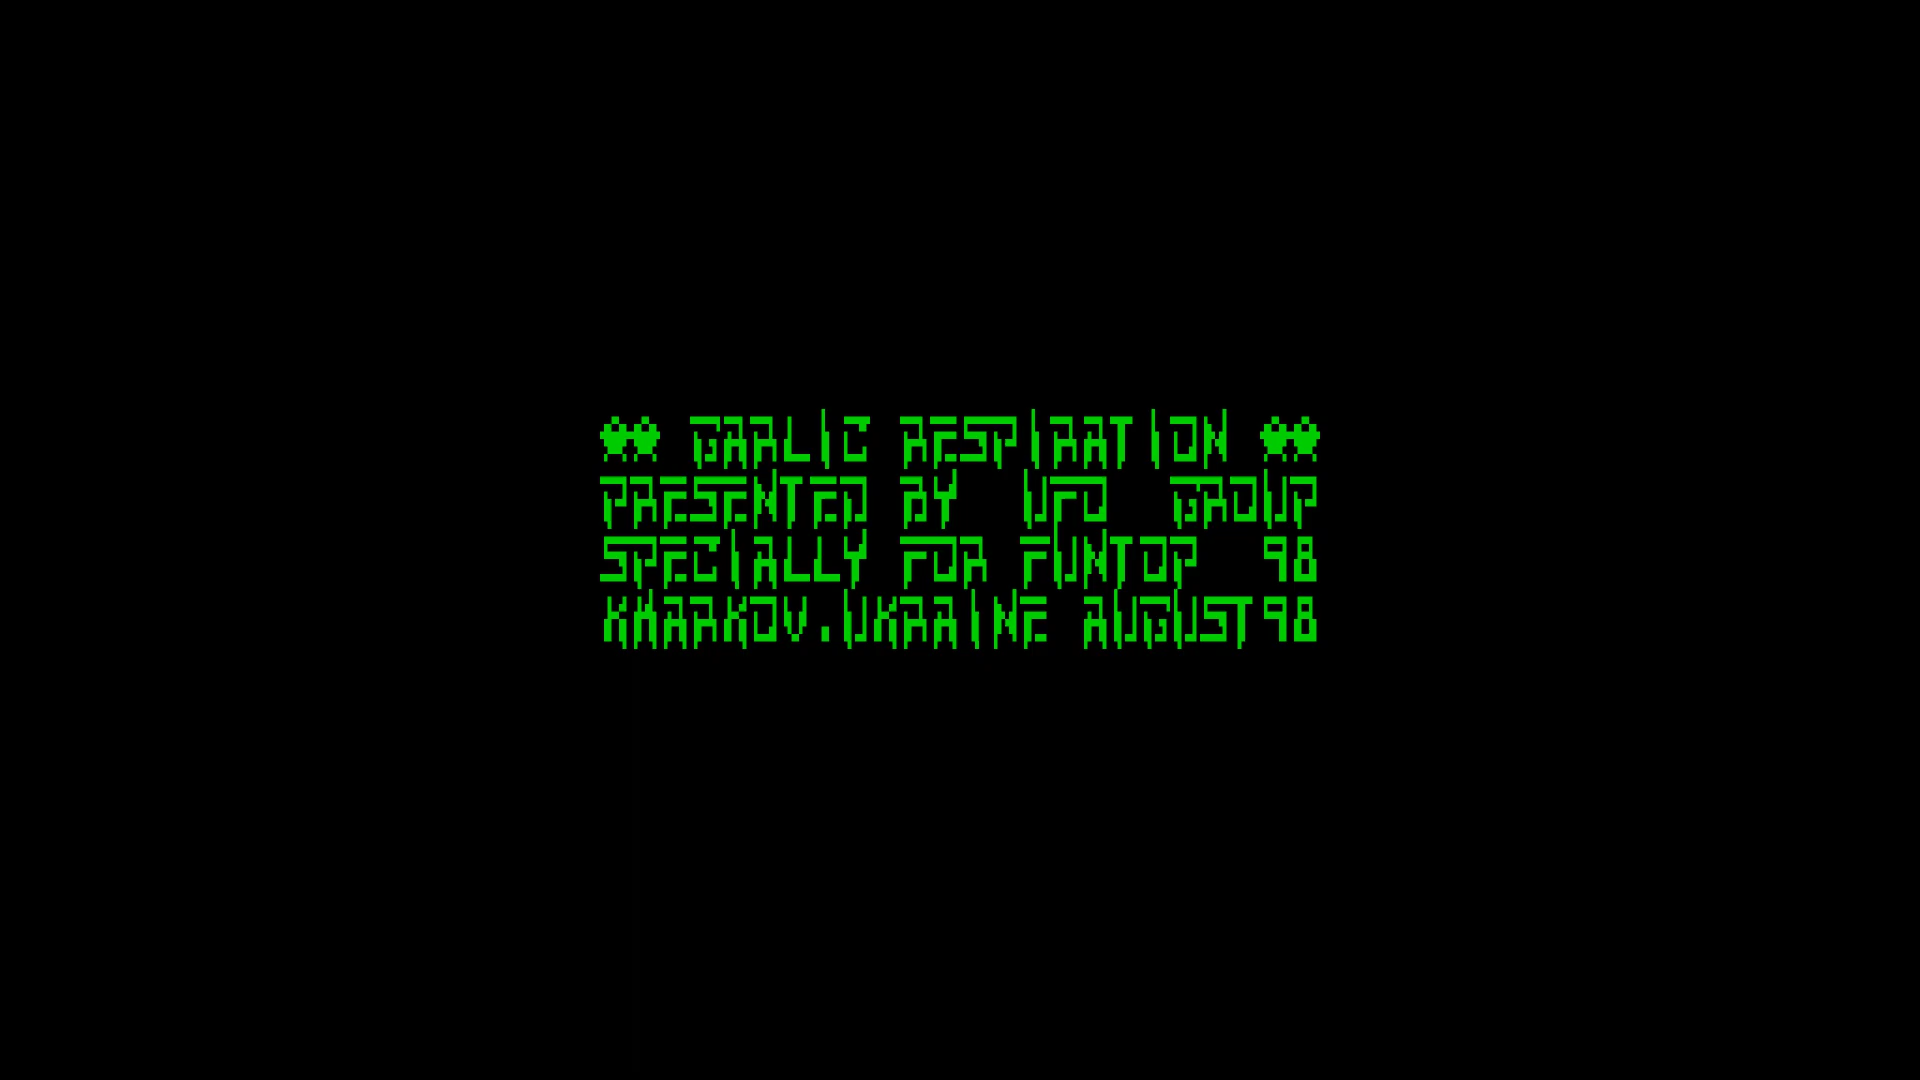 GARLIC RESPIRATION
PRESENTED BY UFO GROUP
SPECIALLY FOR FUNTOP 98
KHARKOV.UKRAINE AUGUST98